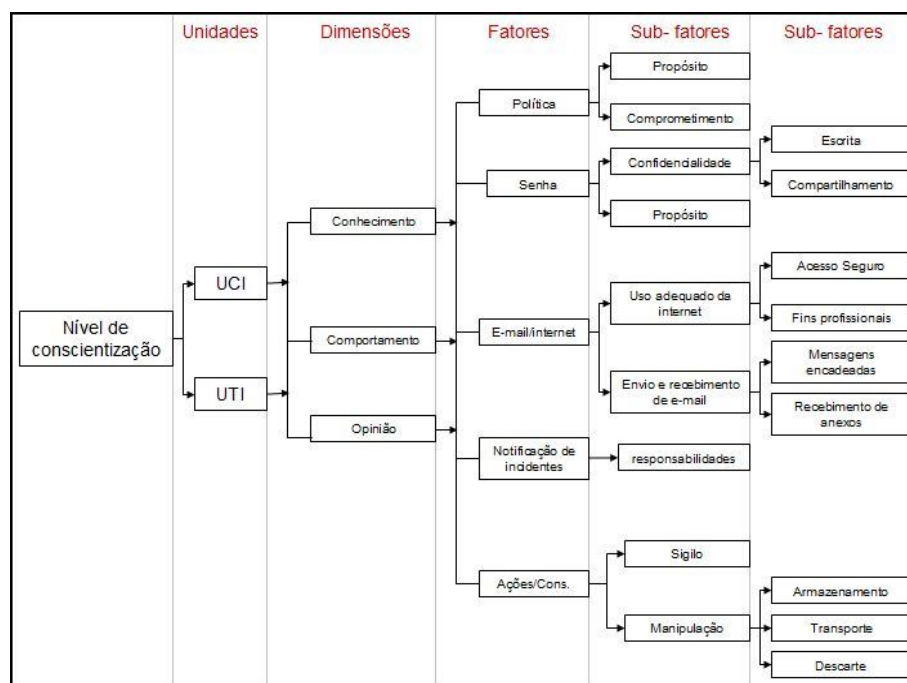 Unidades
Dimensões
Fatores
Sub- fatores
Sub- fatores
Nível de
conscientização
UCI
UTI
Conhecimento
Comportamento
Opinião
Política
Senha
E-mail/internet
Notificação de
incidentes
Ações/Cons.
Propósito
Comprometimento
Confidencialidade
Propósito
Uso adequado da
internet
Envio e recebimento
de e-mail
responsabilidades
Sigilo
Manipulação
Escrita
Compartilhamento
Acesso Seguro
Fins profissionais
Mensagens
encadeadas
Recebimento de
anexos
Armazenamento
Transporte
Descarte